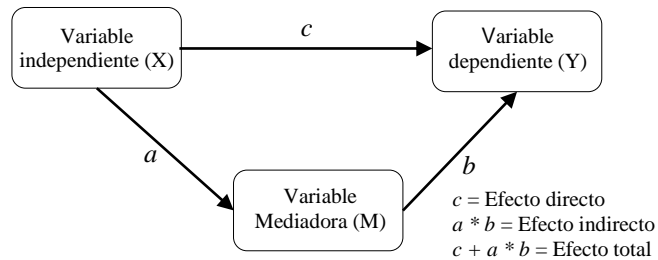 Variable
independiente (X)
c
Variable
dependiente (Y)
a
b
Variable
Mediadora (M)
c = Efecto directo
a * b = Efecto indirecto
c + a * b = Efecto total